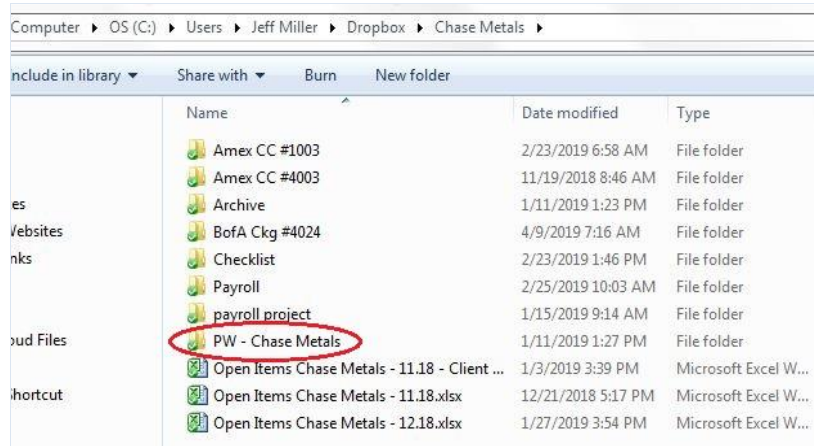 Computer ▸ OS (C:) ▸ Users ▸ Jeff Miller ▸ Dropbox ▸ Chase Metals ▸
nclude in library ▾ Share with ▾ Burn New folder
Name Date modified Type
Amex CC #1003 2/23/2019 6:58 AM File folder
Amex CC #4003 11/19/2018 8:46 AM File folder
es Archive 1/11/2019 1:23 PM File folder
Websites BofA Ckg #4024 4/9/2019 7:16 AM File folder
nks Checklist 2/23/2019 1:46 PM File folder
Payroll 2/25/2019 10:03 AM File folder
payroll project 1/15/2019 9:14 AM File folder
oud Files PW - Chase Metals 1/11/2019 1:27 PM File folder
Open Items Chase Metals - 11.18 - Client ... 1/3/2019 3:39 PM Microsoft Excel W...
Shortcut Open Items Chase Metals - 11.18.xlsx 12/21/2018 5:17 PM Microsoft Excel W...
Open Items Chase Metals - 12.18.xlsx 1/27/2019 3:54 PM Microsoft Excel W...